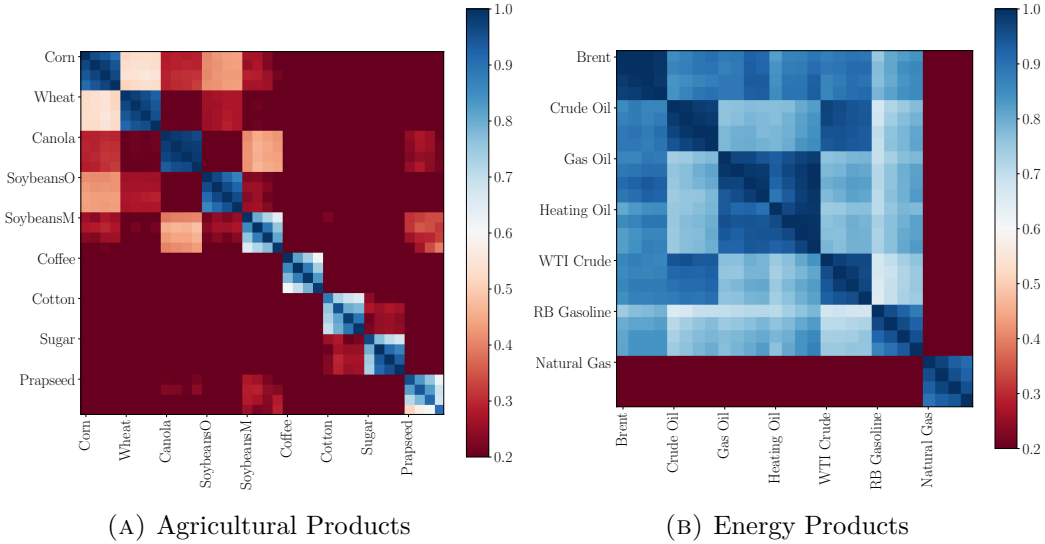 Corn
Wheat
Canola
SoybeansO
SoybeansM
Coffee
Cotton
Sugar
Prapseed
Corn
Wheat
Canola
SoybeansO
SoybeansM
Coffee
Cotton
Sugar
Prapseed
1.0
0.9
0.8
0.7
0.6
0.5
0.4
0.3
0.2
(A) Agricultural Products
Brent
Crude Oil
Gas Oil
Heating Oil
WTI Crude
RB Gasoline
Natural Gas
Brent
Crude Oil
Gas Oil
Heating Oil
WTI Crude
RB Gasoline
Natural Gas
1.0
0.9
0.8
0.7
0.6
0.5
0.4
0.3
0.2
(B) Energy Products